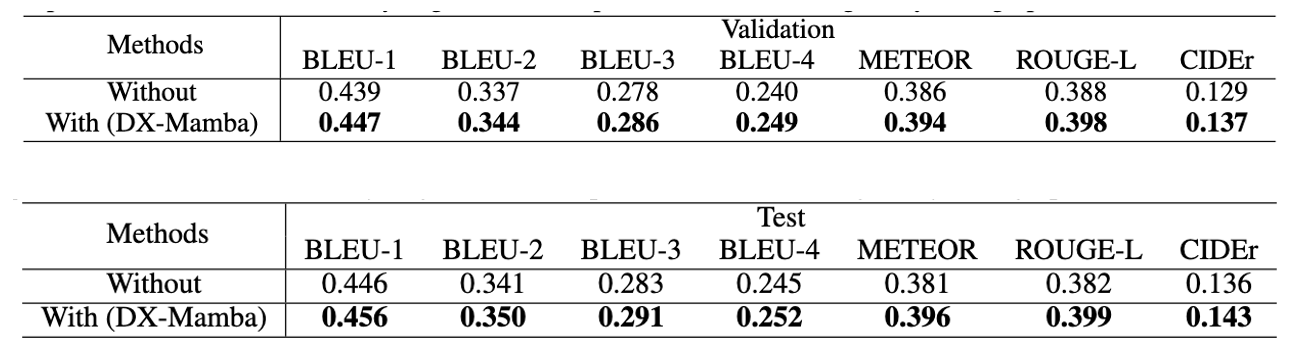 Methods Validation
BLEU-1 BLEU-2 BLEU-3 BLEU-4 METEOR ROUGE-L CIDEr
Without 0.439 0.337 0.278 0.240 0.386 0.388 0.129
With (DX-Mamba) 0.447 0.344 0.286 0.249 0.394 0.398 0.137
Methods Test
BLEU-1 BLEU-2 BLEU-3 BLEU-4 METEOR ROUGE-L CIDEr
Without 0.446 0.341 0.283 0.245 0.381 0.382 0.136
With (DX-Mamba) 0.456 0.350 0.291 0.252 0.396 0.399 0.143